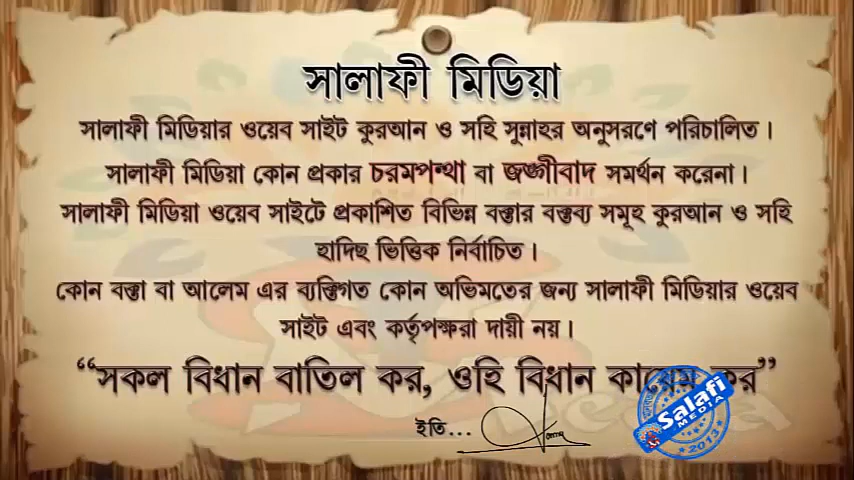 সালাফী মিডিয়া
সালাফী মিডিয়ার ওয়েব সাইট কুরআন ও সহি সুন্নাহর অনুসরণে পরিচালিত।
সালাফী মিডিয়া কোন প্রকার চরমপন্থা বা জঙ্গীবাদ সমর্থন করেনা।
সালাফী মিডিয়া ওয়েব সাইটে প্রকাশিত বিভিন্ন বক্তার বক্তব্য সমূহ কুরআন ও সহি
হাদিছ ভিত্তিক নির্বাচিত।
কোন বক্তা বা আলেম এর ব্যক্তিগত কোন অভিমতের জন্য সালাফী মিডিয়ার ওয়েব
সাইট এবং কর্তৃপক্ষরা দায়ী নয়।
“সকল বিধান বাতিল কর, ওহি বিধান কায়েম কর”
ইতি...
Salafi
MEDIA
2013